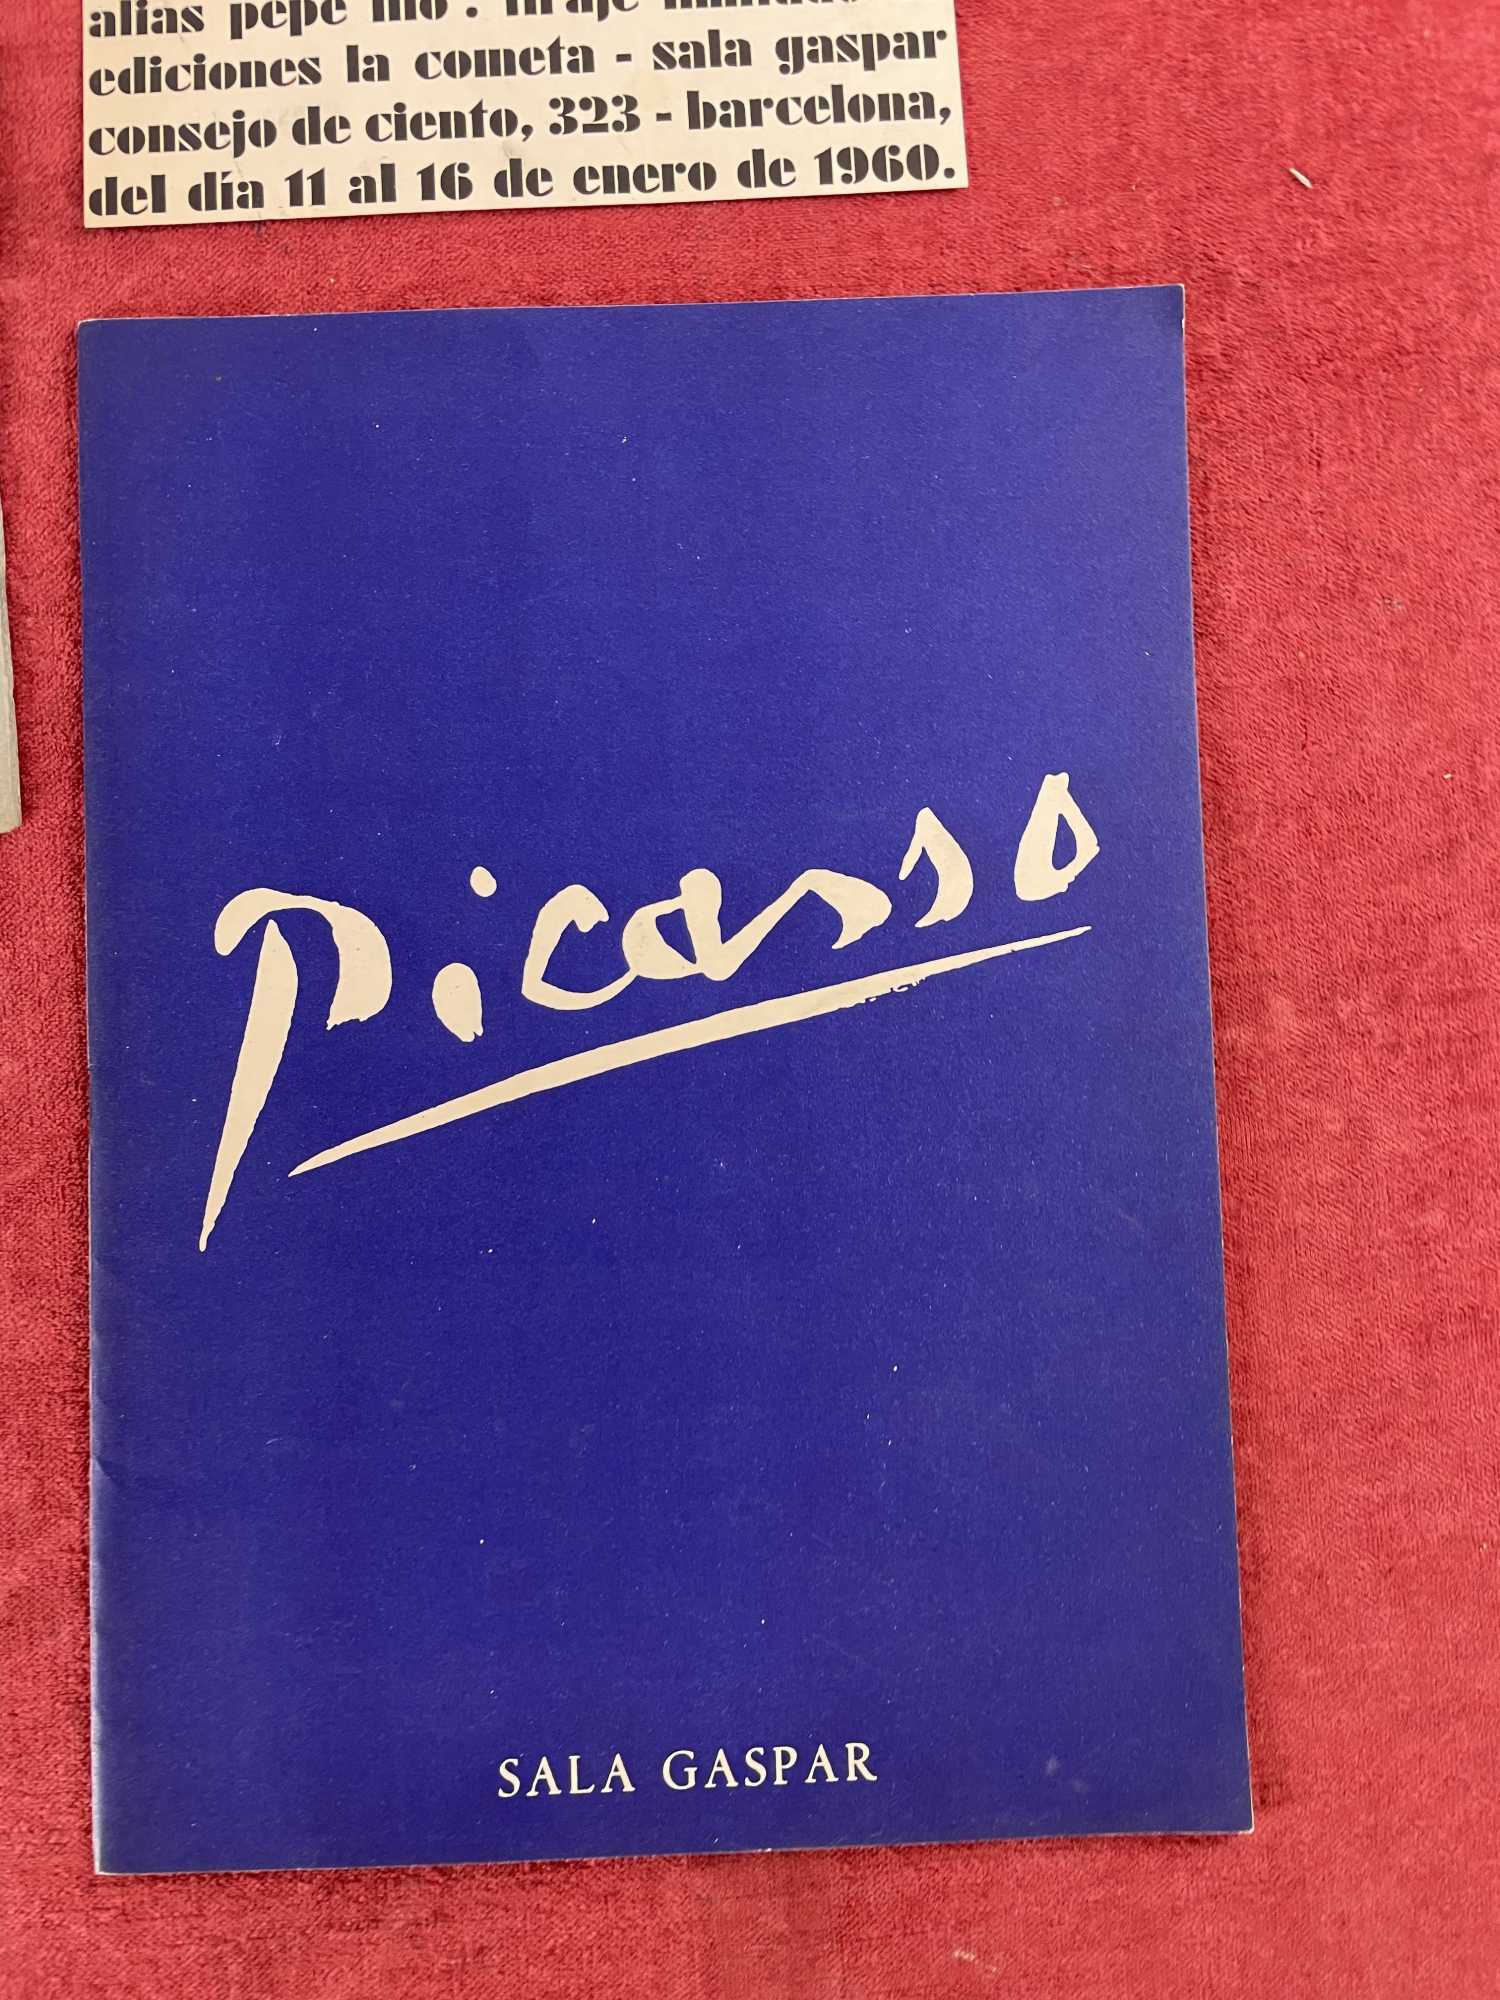 alias pepe
ediciones la cometa - sala gaspar
consejo de ciento, 323 - barcelona,
del día 11 al 16 de enero de 1960.
Picasso
SALA GASPAR